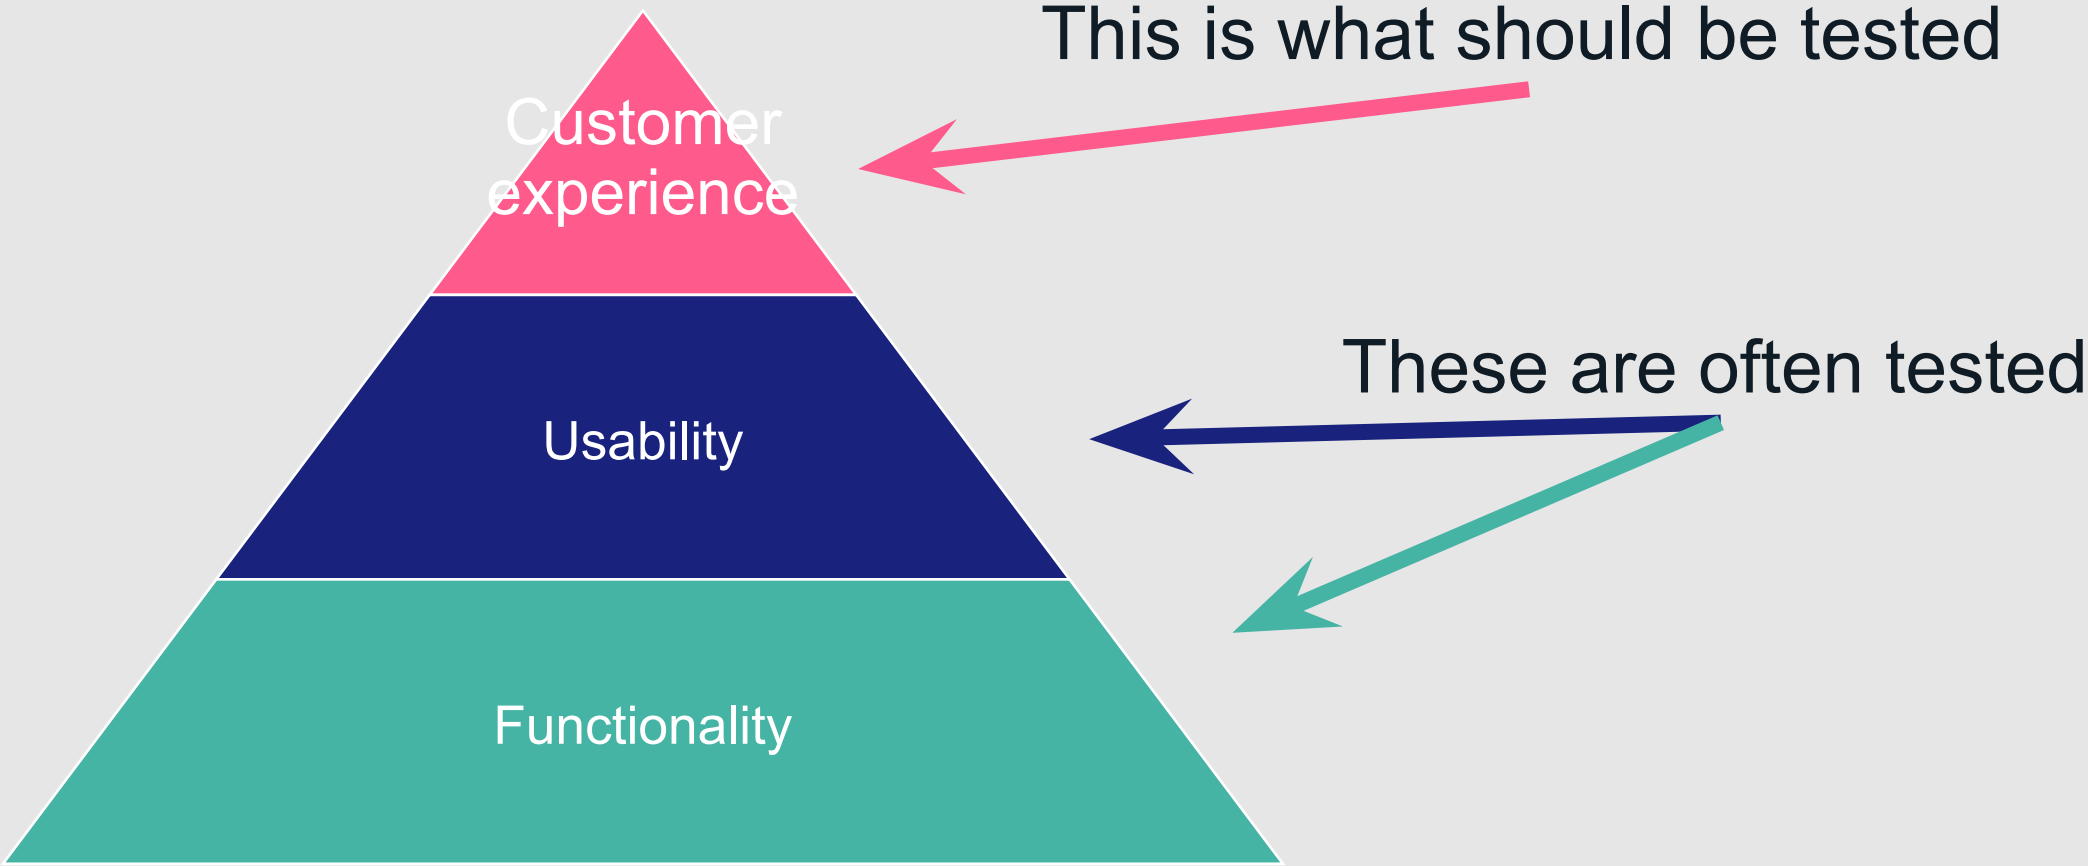 This is what should be tested
Customer
experience
These are often tested
Usability
Functionality